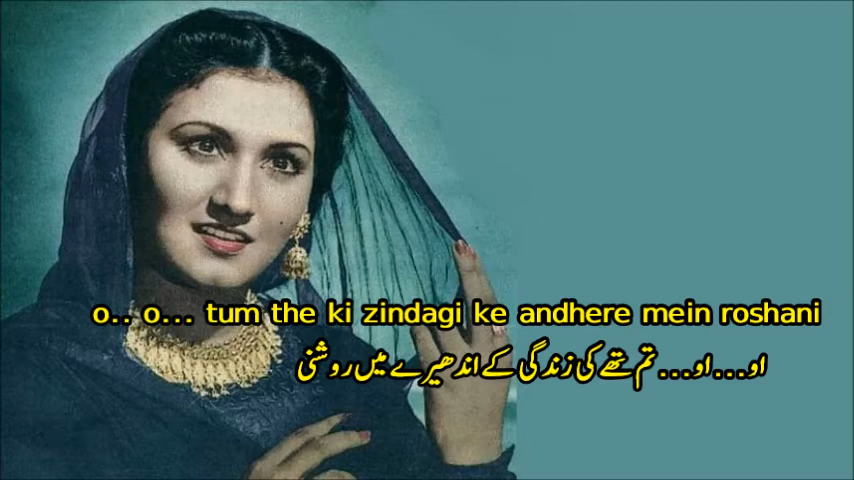 o.. o... tum the ki zindagi ke andhere mein roshani
او...او... تم تھے کی زندگی کے اندھیرے میں روشنی